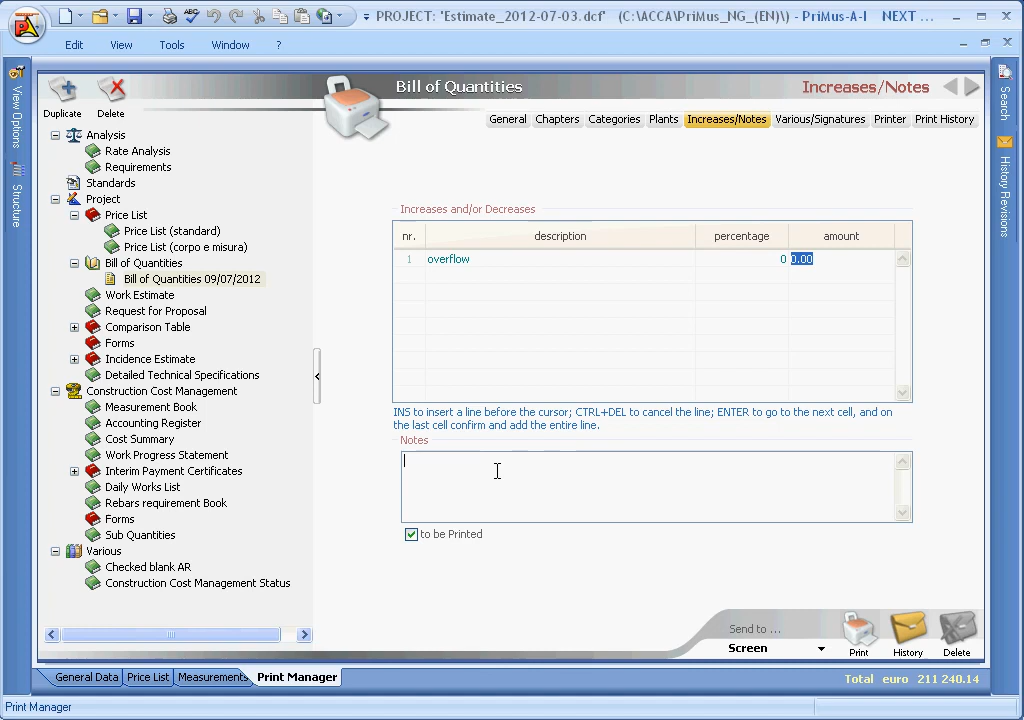 PROJECT: 'Estimate_2012-07-03.dcf' (C:\ACCA\PriMus_NG_(EN)\) - PriMus-A-I NEXT ...
Edit View Tools Window ?
View Options
Structure
Search
History Revisions
Duplicate Delete
Bill of Quantities
Increases/Notes
General Chapters Categories Plants Increases/Notes Various/Signatures Printer Print History
Analysis
Rate Analysis
Requirements
Standards
Project
Price List
Price List (standard)
Price List (corpo e misura)
Bill of Quantities
Bill of Quantities 09/07/2012
Work Estimate
Request for Proposal
Comparison Table
Forms
Incidence Estimate
Detailed Technical Specifications
Construction Cost Management
Measurement Book
Accounting Register
Cost Summary
Work Progress Statement
Interim Payment Certificates
Daily Works List
Rebars requirement Book
Forms
Sub Quantities
Various
Checked blank AR
Construction Cost Management Status
Increases and/or Decreases
nr. description percentage amount
1 overflow 0 0.00
INS to insert a line before the cursor; CTRL+DEL to cancel the line; ENTER to go to the next cell, and on
the last cell confirm and add the entire line.
Notes
to be Printed
Send to ...
Screen
Print History Delete
General Data Price List Measurements Print Manager
Total euro 211 240.14
Print Manager